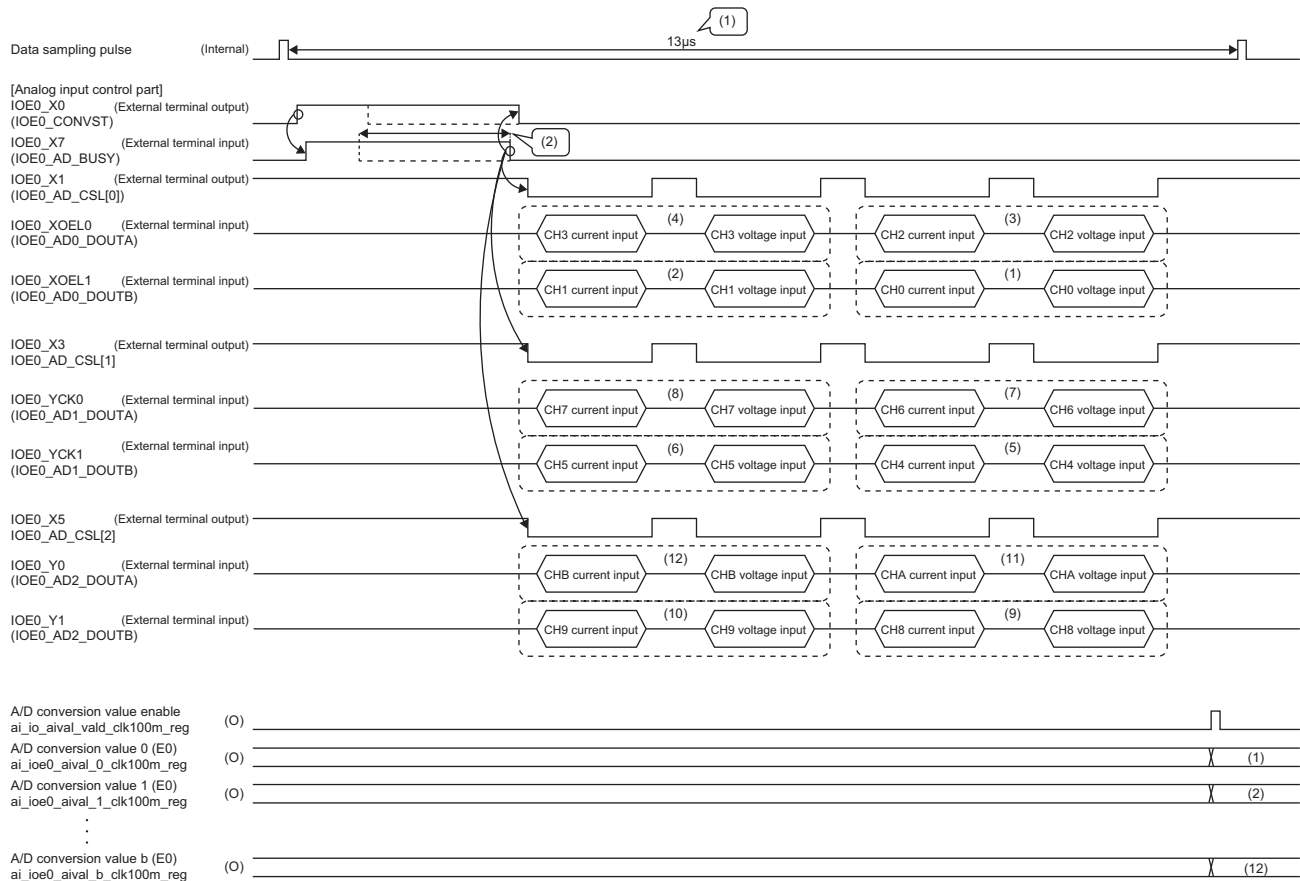 (1)
Data sampling pulse (Internal) 13μs
[Analog input control part]
IOE0_X0 (External terminal output)
(IOE0_CONVST)
IOE0_X7 (External terminal input) (2)
(IOE0_AD_BUSY)
IOE0_X1 (External terminal output)
(IOE0_AD_CSL[0])
IOE0_XOEL0 (External terminal input) (4) (3)
(IOE0_AD0_DOUTA) CH3 current input CH3 voltage input CH2 current input CH2 voltage input
IOE0_XOEL1 (External terminal input) (2) (1)
(IOE0_AD0_DOUTB) CH1 current input CH1 voltage input CH0 current input CH0 voltage input
IOE0_X3 (External terminal output)
IOE0_AD_CSL[1]
IOE0_YCK0 (External terminal input) (8) (7)
(IOE0_AD1_DOUTA) CH7 current input CH7 voltage input CH6 current input CH6 voltage input
IOE0_YCK1 (External terminal input) (6) (5)
(IOE0_AD1_DOUTB) CH5 current input CH5 voltage input CH4 current input CH4 voltage input
IOE0_X5 (External terminal output)
IOE0_AD_CSL[2]
IOE0_Y0 (External terminal input) (12) (11)
(IOE0_AD2_DOUTA) CHB current input CHB voltage input CHA current input CHA voltage input
IOE0_Y1 (External terminal input) (10) (9)
(IOE0_AD2_DOUTB) CH9 current input CH9 voltage input CH8 current input CH8 voltage input
A/D conversion value enable
ai_io_aival_vald_clk100m_reg (O)
A/D conversion value 0 (E0)
ai_ioe0_aival_0_clk100m_reg (O) (1)
A/D conversion value 1 (E0)
ai_ioe0_aival_1_clk100m_reg (O) (2)
A/D conversion value b (E0)
ai_ioe0_aival_b_clk100m_reg (O) (12)